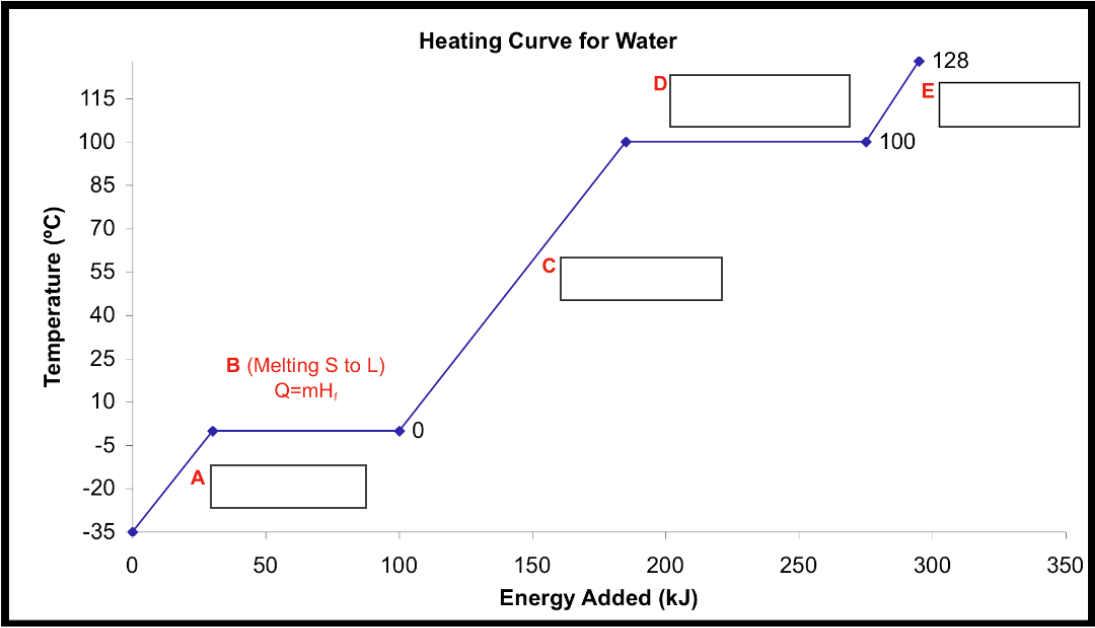 Heating Curve for Water
128
D
E
115
100
100
85
70
Temperature (ºC)
55
C
40
B (Melting S to L)
Q=mHf
25
10
0
-5
A
-20
-35
0 50 100 150 200 250 300 350
Energy Added (kJ)